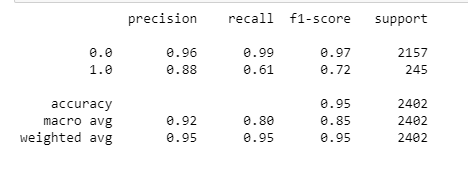 precision recall f1-score support
0.0 0.96 0.99 0.97 2157
1.0 0.88 0.61 0.72 245
accuracy 0.95 2402
macro avg 0.92 0.80 0.85 2402
weighted avg 0.95 0.95 0.95 2402